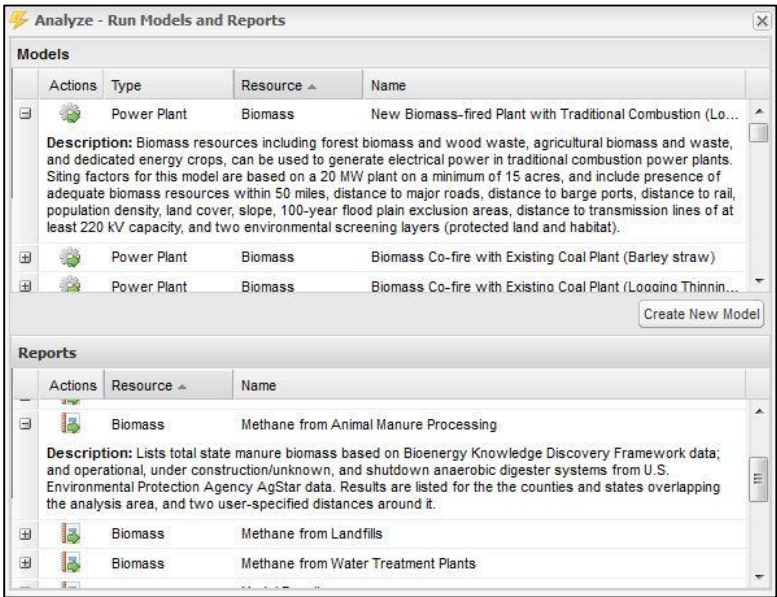 Analyze - Run Models and Reports
Models
Actions Type Resource Name
Power Plant Biomass New Biomass-fired Plant with Traditional Combustion (Lo...
Description: Biomass resources including forest biomass and wood waste, agricultural biomass and waste,
and dedicated energy crops, can be used to generate electrical power in traditional combustion power plants.
Siting factors for this model are based on a 20 MW plant on a minimum of 15 acres, and include presence of
adequate biomass resources within 50 miles, distance to major roads, distance to barge ports, distance to rail,
population density, land cover, slope, 100-year flood plain exclusion areas, distance to transmission lines of at
least 220 kV capacity, and two environmental screening layers (protected land and habitat).
Power Plant Biomass Biomass Co-fire with Existing Coal Plant (Barley straw)
Power Plant Biomass Biomass Co-fire with Existing Coal Plant (Logging Thinnin...
Create New Model
Reports
Actions Resource Name
Biomass Methane from Animal Manure Processing
Description: Lists total state manure biomass based on Bioenergy Knowledge Discovery Framework data;
and operational, under construction/unknown, and shutdown anaerobic digester systems from U.S.
Environmental Protection Agency AgStar data. Results are listed for the the counties and states overlapping
the analysis area, and two user-specified distances around it.
Biomass Methane from Landfills
Biomass Methane from Water Treatment Plants